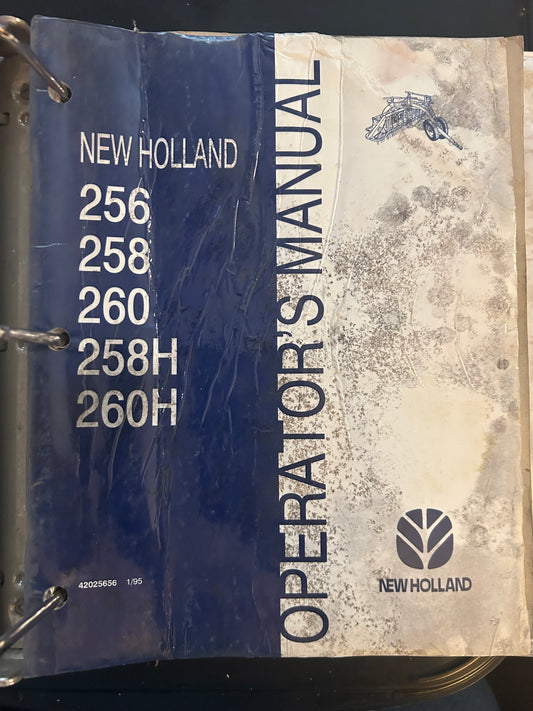 NEW HOLLAND
256
258
260
258H
260H
42025656 1/95
OPERATOR'S MANUAL
NEW HOLLAND